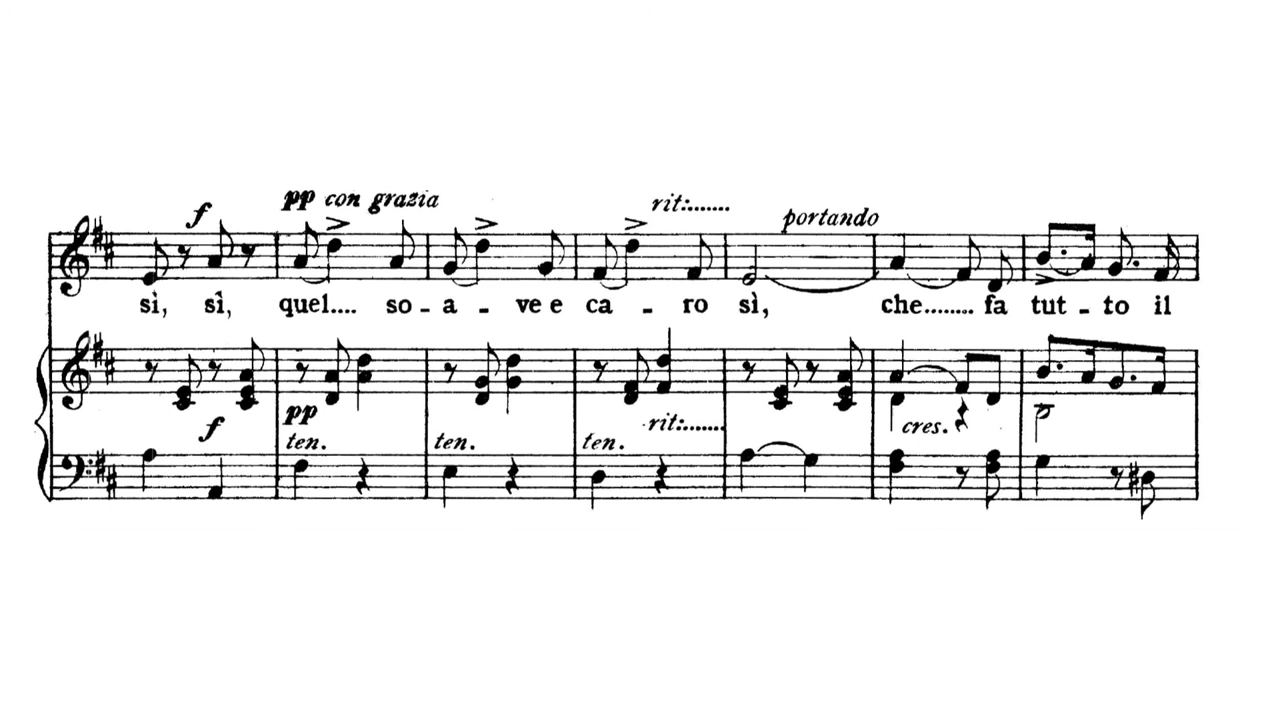 f pp con grazia rit:....... portando
sì, sì, quel.... so - a - ve e ca - ro sì, che........ fa tut - to il
f pp rit:....... cres.
ten. ten. ten.